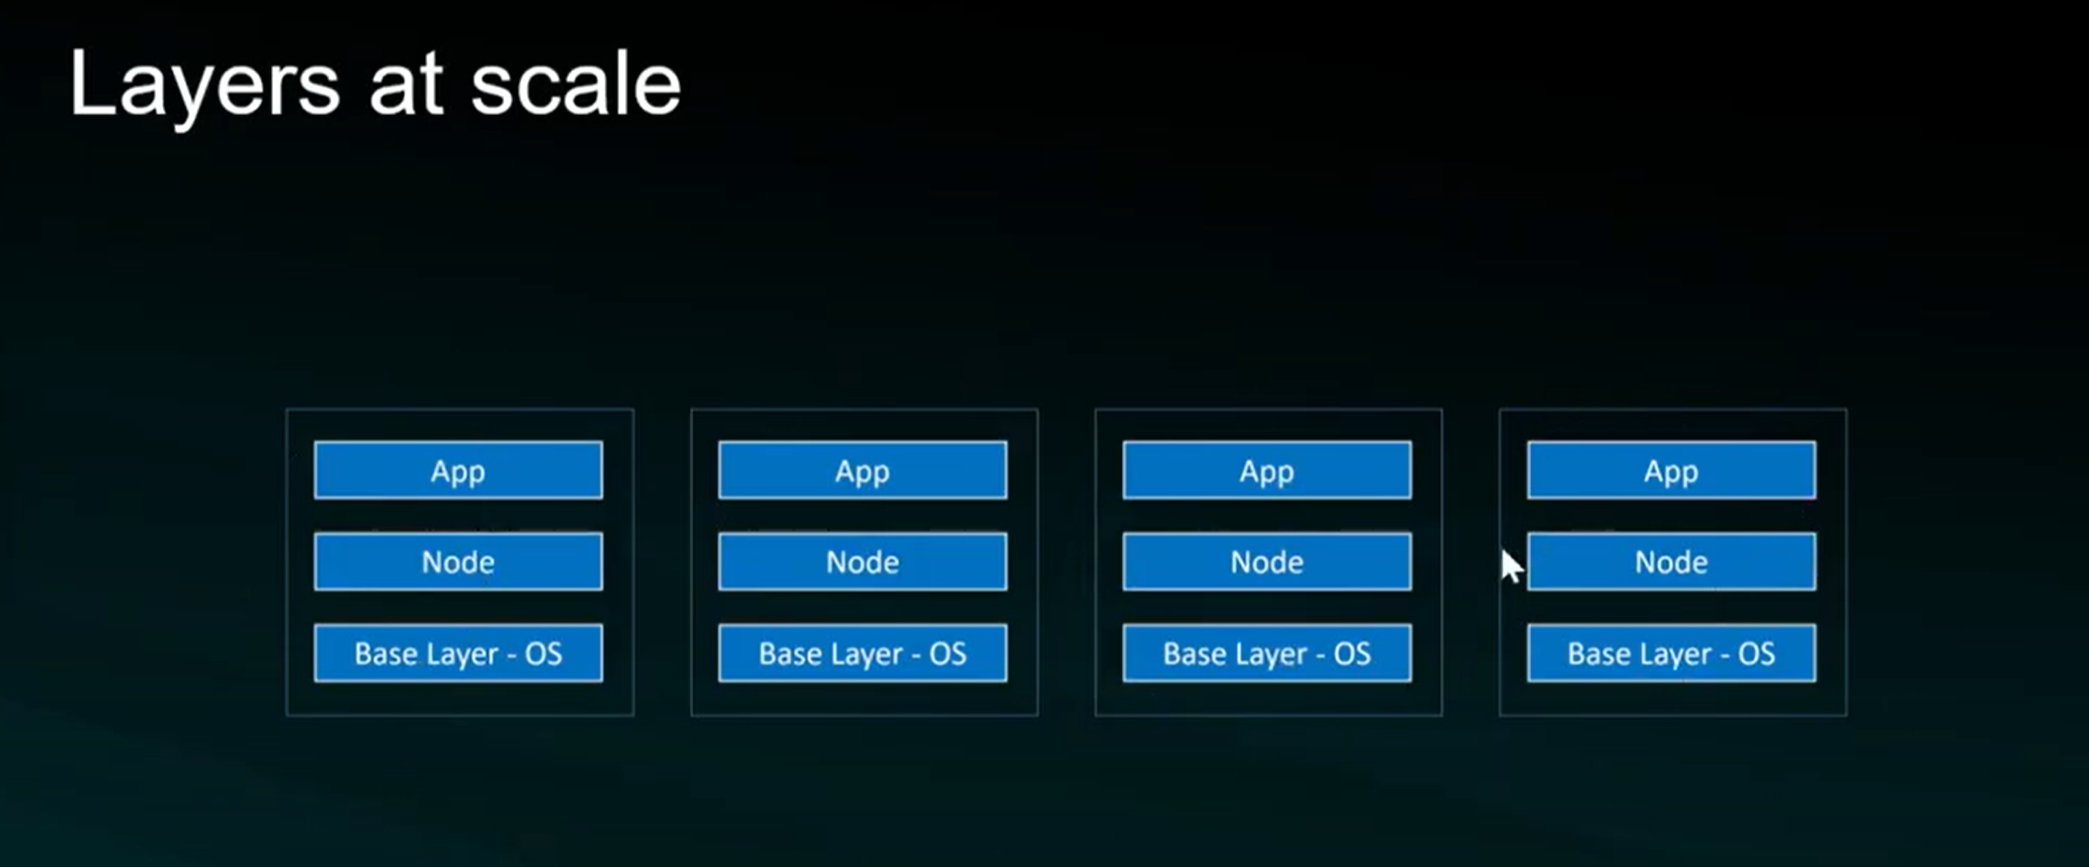 Layers at scale
App
App
App
App
Node
Node
Node
Node
Base Layer - OS
Base Layer - OS
Base Layer - OS
Base Layer - OS